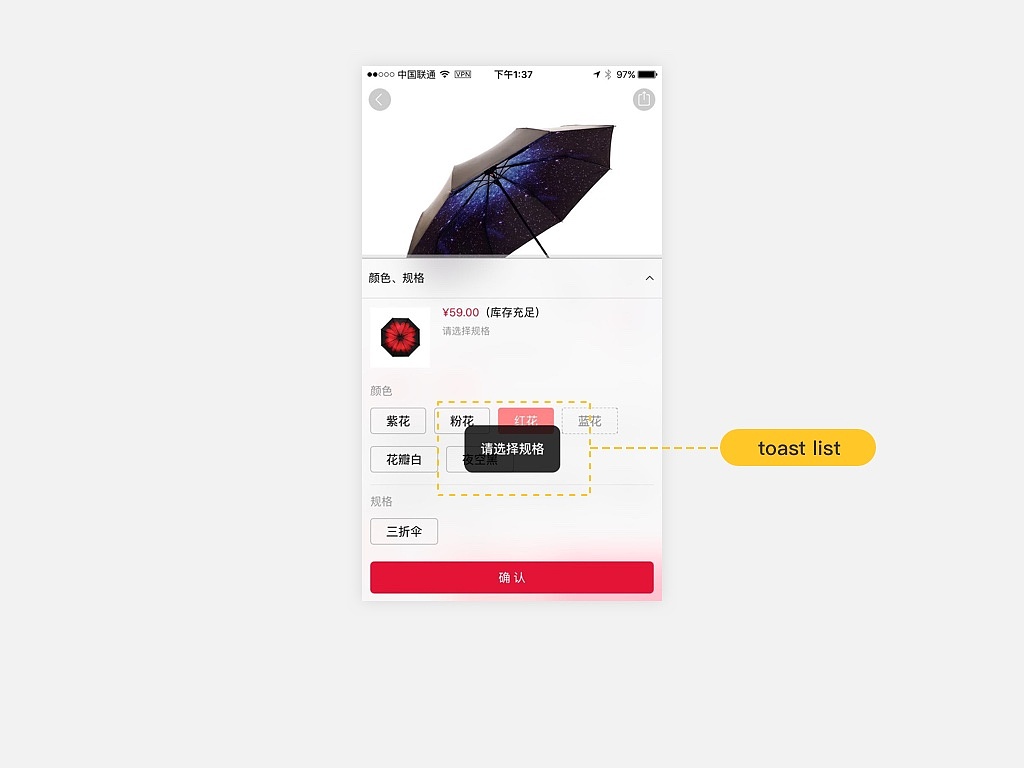 中国联通 VPN 下午1:37 97%
颜色、规格
¥59.00（库存充足）
请选择规格
颜色
紫花 粉花 红花 蓝花
花瓣白 夜空黑
请选择规格
toast list
规格
三折伞
确认